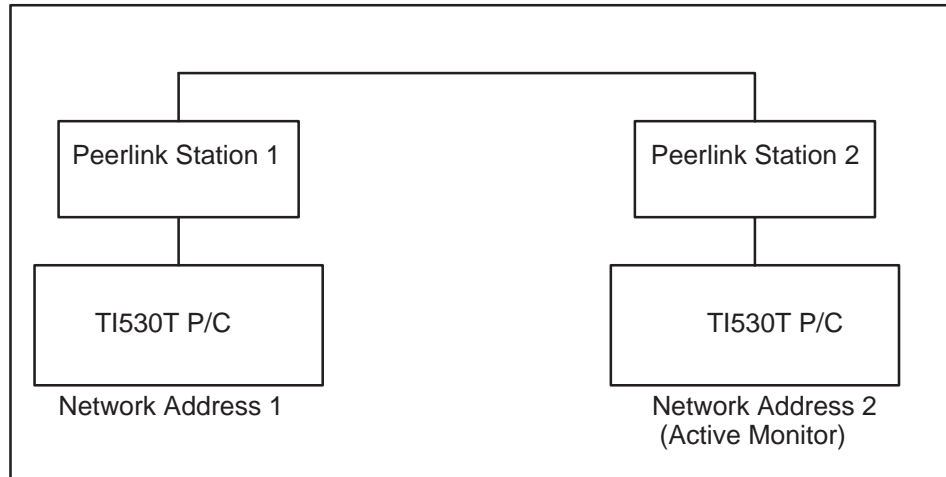 Peerlink Station 1
Peerlink Station 2
TI530T P/C
TI530T P/C
Network Address 1
Network Address 2
(Active Monitor)